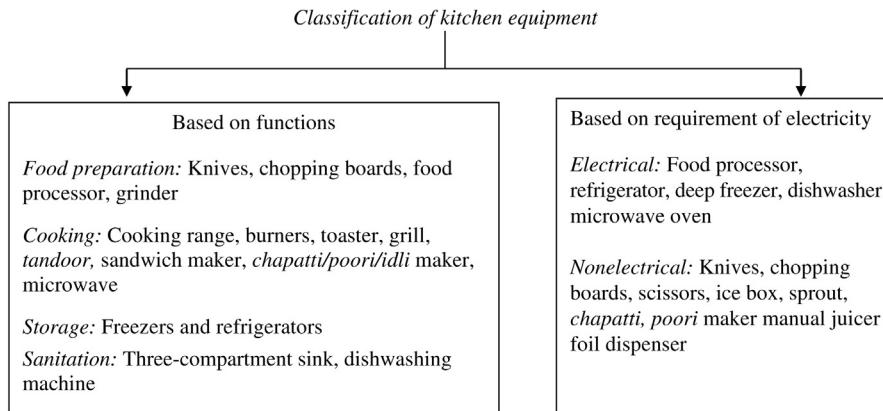 Classification of kitchen equipment
Based on functions
Food preparation: Knives, chopping boards, food
processor, grinder
Cooking: Cooking range, burners, toaster, grill,
tandoor, sandwich maker, chapatti/poori/idli maker,
microwave
Storage: Freezers and refrigerators
Sanitation: Three-compartment sink, dishwashing
machine
Based on requirement of electricity
Electrical: Food processor,
refrigerator, deep freezer, dishwasher
microwave oven
Nonelectrical: Knives, chopping
boards, scissors, ice box, sprout,
chapatti, poori maker manual juicer
foil dispenser